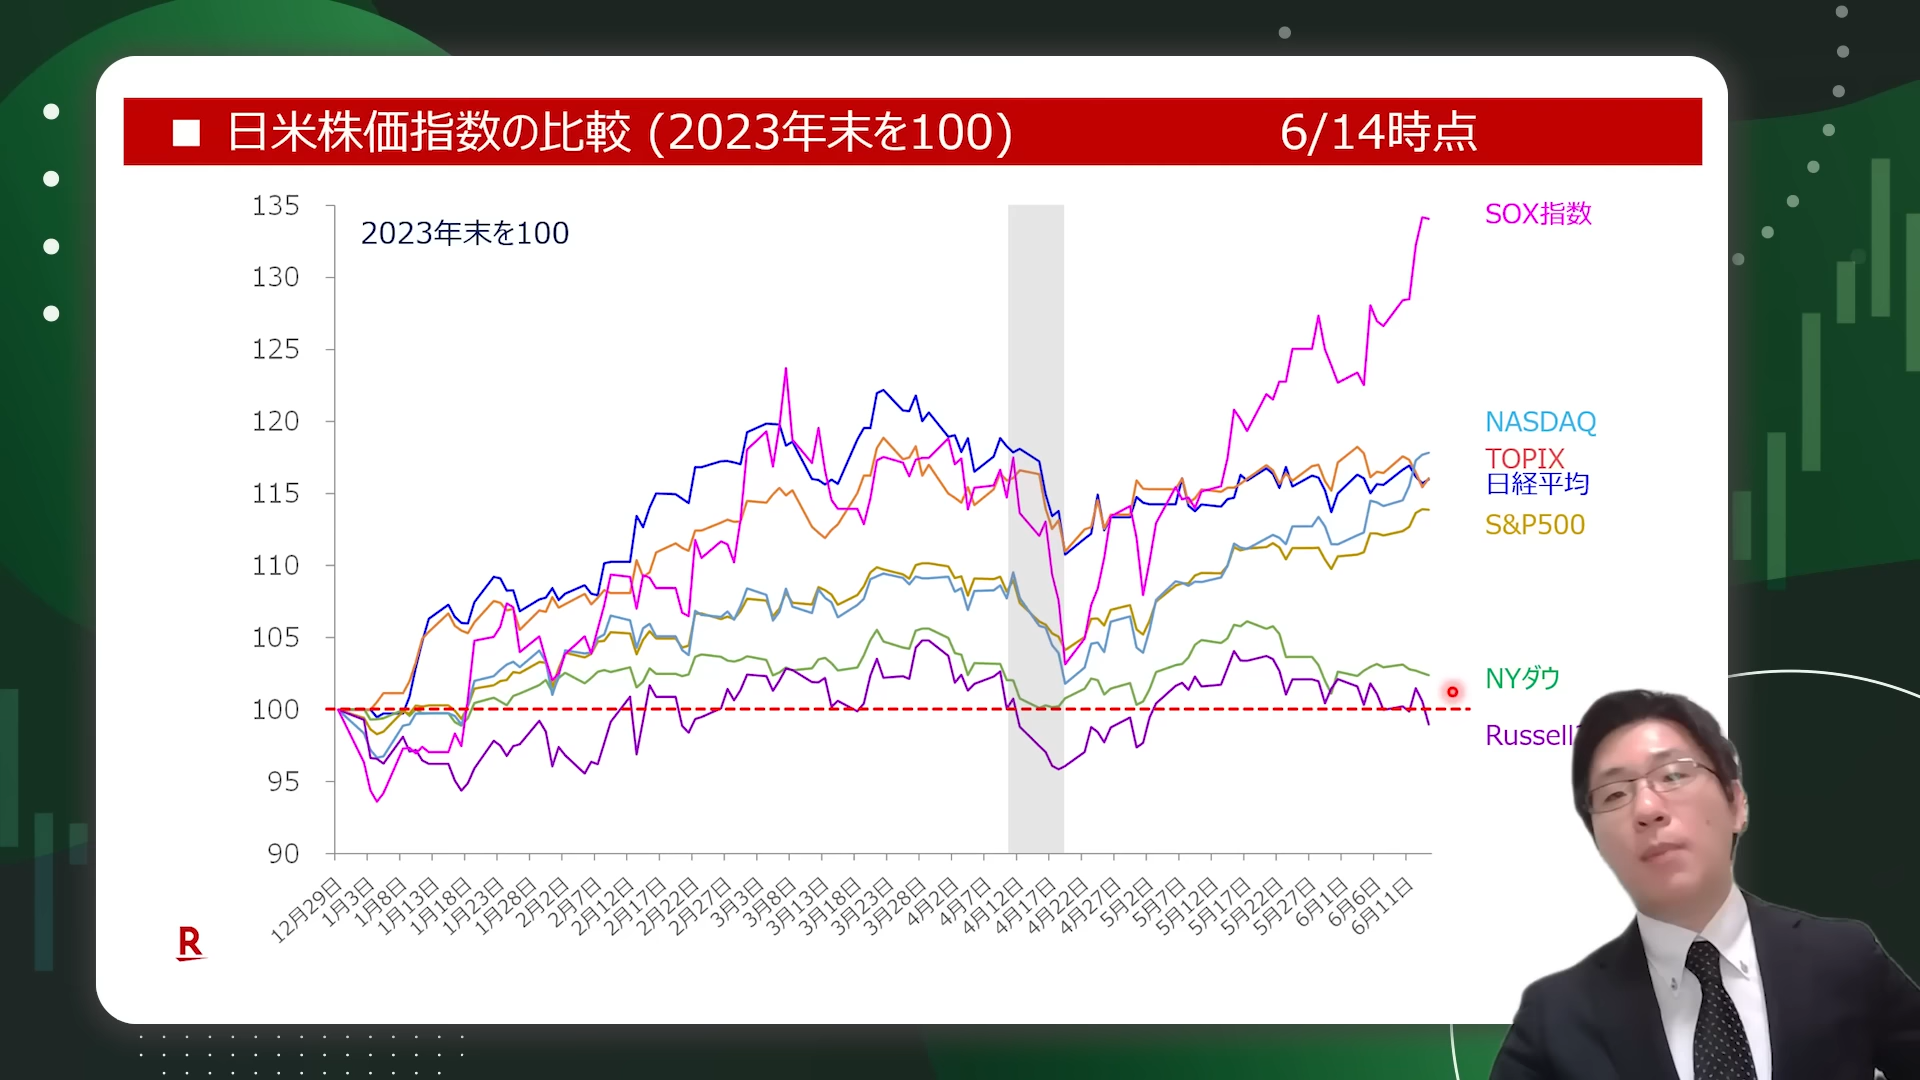 ■ 日米株価指数の比較 (2023年末を100) 6/14時点
2023年末を100
135
130
125
120
115
110
105
100
95
90
SOX指数
NASDAQ
TOPIX
日経平均
S&P500
NYダウ
Russell
12月29日
1月3日
1月8日
1月13日
1月18日
1月23日
1月28日
2月2日
2月7日
2月12日
2月17日
2月22日
2月27日
3月3日
3月8日
3月13日
3月18日
3月23日
3月28日
4月2日
4月7日
4月12日
4月17日
4月22日
4月27日
5月2日
5月7日
5月12日
5月17日
5月22日
5月27日
6月1日
6月6日
6月11日
R